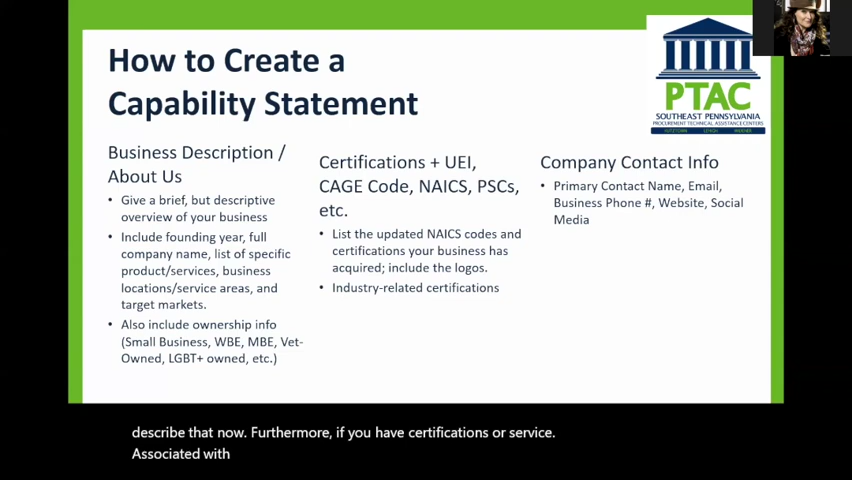 How to Create a
Capability Statement
PTAC
SOUTHEAST PENNSYLVANIA
PROCUREMENT TECHNICAL ASSISTANCE CENTERS
KUTZTOWN LEHIGH WIDENER
Business Description /
About Us
• Give a brief, but descriptive
overview of your business
• Include founding year, full
company name, list of specific
product/services, business
locations/service areas, and
target markets.
• Also include ownership info
(Small Business, WBE, MBE, Vet-
Owned, LGBT+ owned, etc.)
Certifications + UEI,
CAGE Code, NAICS, PSCs,
etc.
• List the updated NAICS codes and
certifications your business has
acquired; include the logos.
• Industry-related certifications
Company Contact Info
• Primary Contact Name, Email,
Business Phone #, Website, Social
Media
describe that now. Furthermore, if you have certifications or service.
Associated with